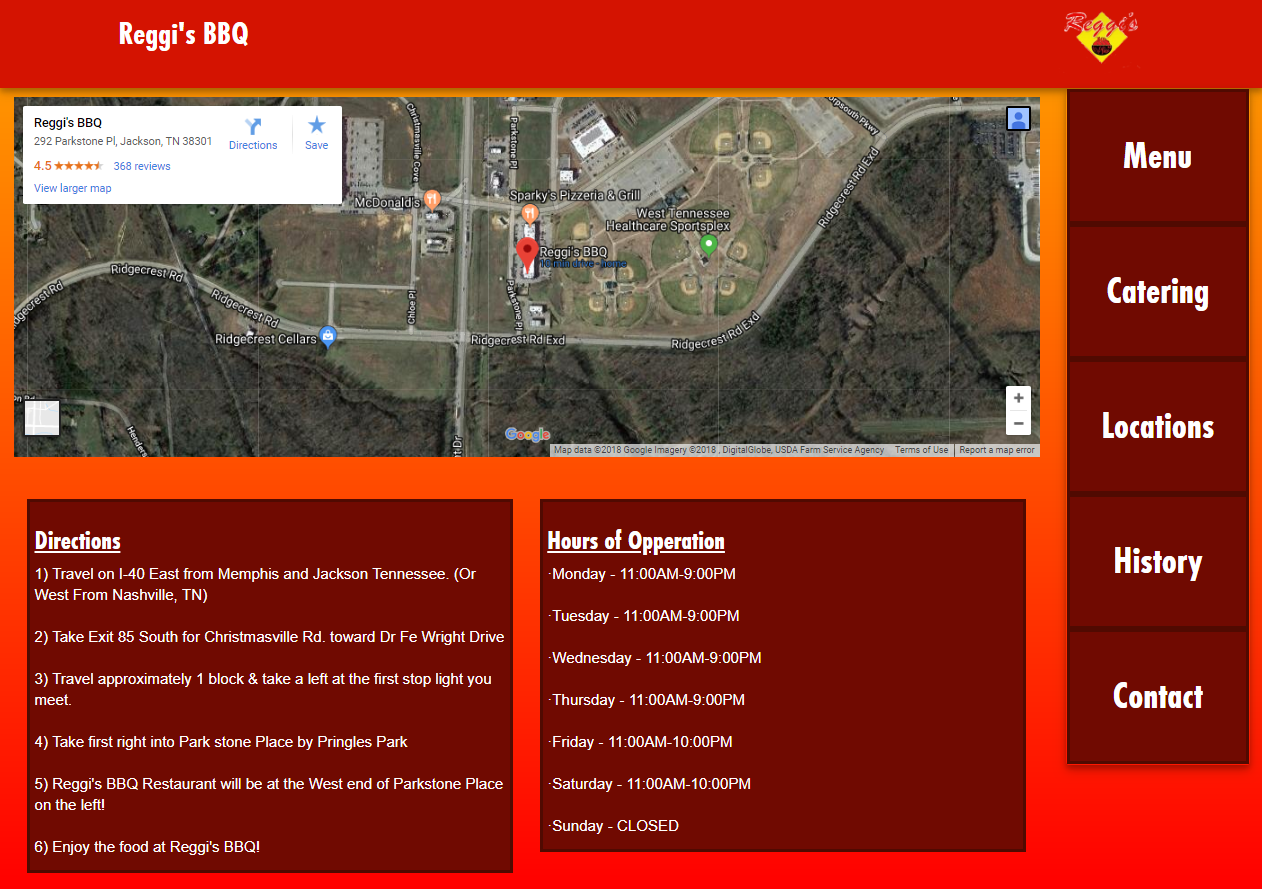 Reggi's BBQ
Reggi's
Reggi's BBQ
292 Parkstone Pl, Jackson, TN 38301
4.5
368 reviews
View larger map
Directions
Save
Christmasville Cove
Parkstone Pl
Ridgecrest Rd Exd
McDonald's
Sparky's Pizzeria & Grill
West Tennessee
Healthcare Sportsplex
Reggi's BBQ
10 min drive - home
Ridgecrest Rd
Ridgecrest Rd
Chloe Pl
Parkstone Pl
Ridgecrest Cellars
Ridgecrest Rd Exd
Ridgecrest Rd Exd
Google
Map data ©2018 Google Imagery ©2018 , DigitalGlobe, USDA Farm Service Agency
Terms of Use
Report a map error
Menu
Catering
Locations
History
Contact
Directions
1) Travel on I-40 East from Memphis and Jackson Tennessee. (Or
West From Nashville, TN)
2) Take Exit 85 South for Christmasville Rd. toward Dr Fe Wright Drive
3) Travel approximately 1 block & take a left at the first stop light you
meet.
4) Take first right into Park stone Place by Pringles Park
5) Reggi's BBQ Restaurant will be at the West end of Parkstone Place
on the left!
6) Enjoy the food at Reggi's BBQ!
Hours of Opperation
·Monday - 11:00AM-9:00PM
·Tuesday - 11:00AM-9:00PM
·Wednesday - 11:00AM-9:00PM
·Thursday - 11:00AM-9:00PM
·Friday - 11:00AM-10:00PM
·Saturday - 11:00AM-10:00PM
·Sunday - CLOSED